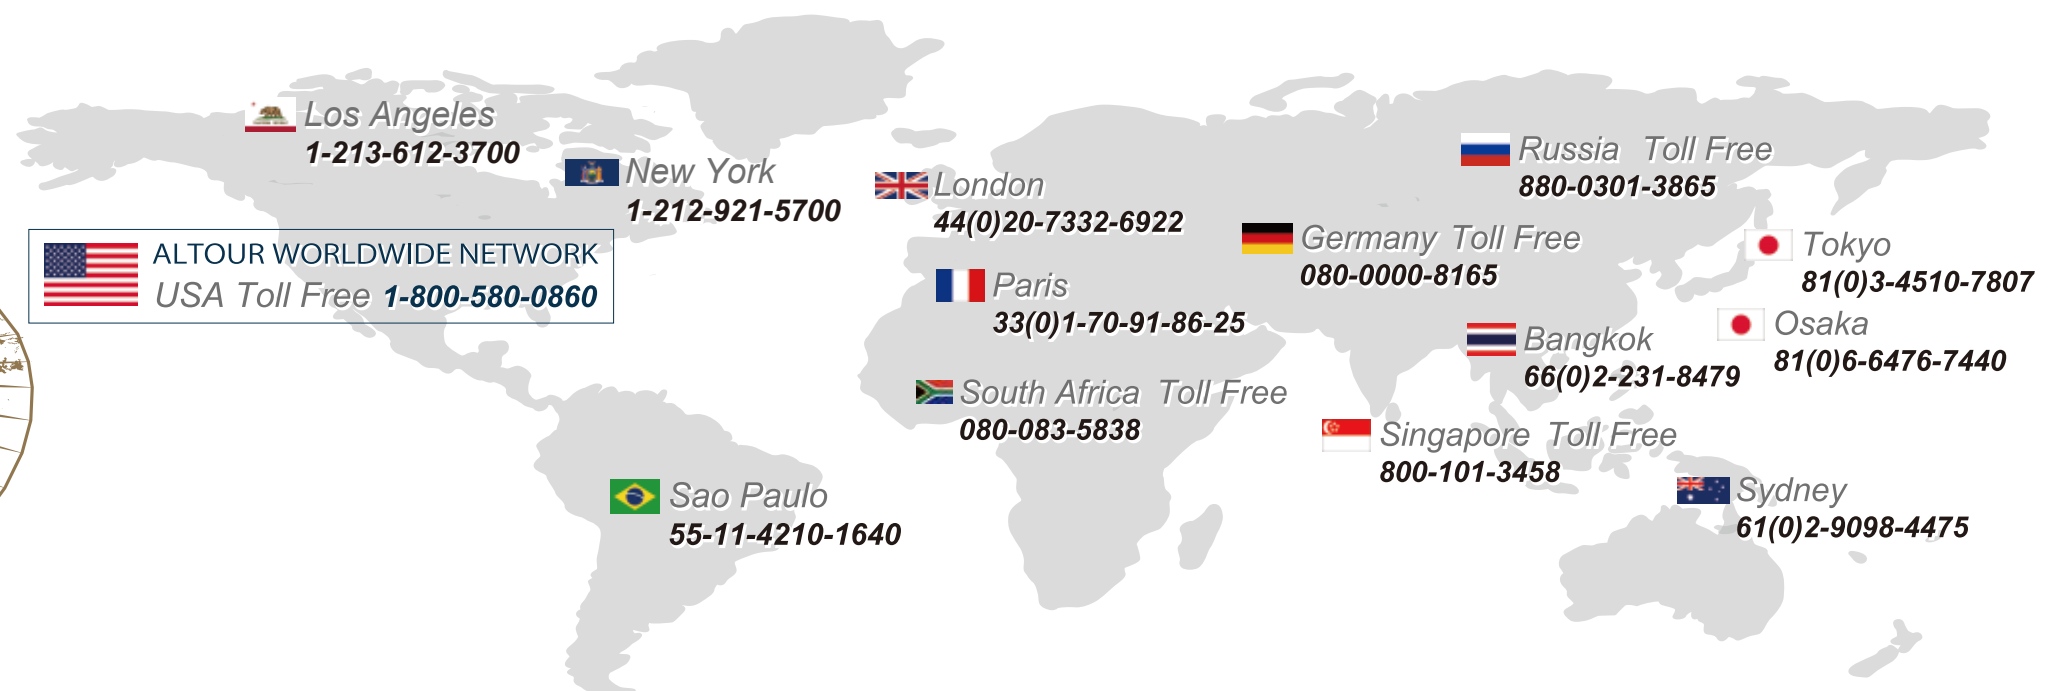 Los Angeles
1-213-612-3700
New York
1-212-921-5700
ALTOUR WORLDWIDE NETWORK
USA Toll Free 1-800-580-0860
London
44(0)20-7332-6922
Paris
33(0)1-70-91-86-25
South Africa Toll Free
080-083-5838
Sao Paulo
55-11-4210-1640
Germany Toll Free
080-0000-8165
Russia Toll Free
880-0301-3865
Tokyo
81(0)3-4510-7807
Osaka
81(0)6-6476-7440
Bangkok
66(0)2-231-8479
Singapore Toll Free
800-101-3458
Sydney
61(0)2-9098-4475